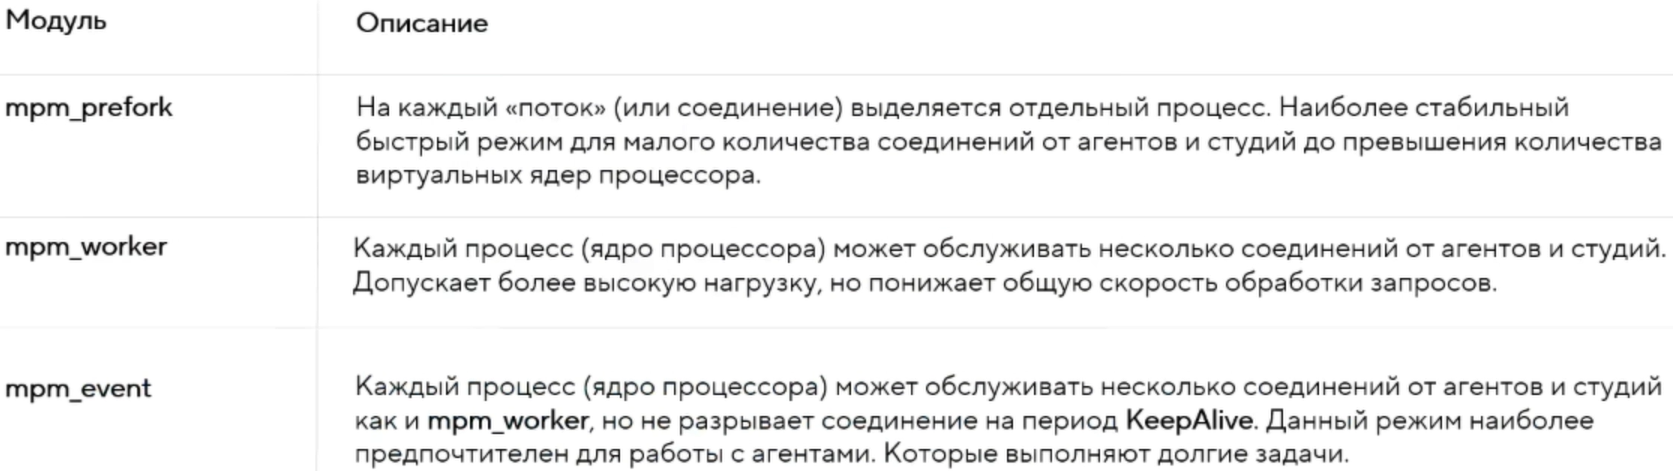 Модуль
Описание
mpm_prefork
На каждый «поток» (или соединение) выделяется отдельный процесс. Наиболее стабильный
быстрый режим для малого количества соединений от агентов и студий до превышения количества
виртуальных ядер процессора.
mpm_worker
Каждый процесс (ядро процессора) может обслуживать несколько соединений от агентов и студий.
Допускает более высокую нагрузку, но понижает общую скорость обработки запросов.
mpm_event
Каждый процесс (ядро процессора) может обслуживать несколько соединений от агентов и студий
как и mpm_worker, но не разрывает соединение на период KeepAlive. Данный режим наиболее
предпочтителен для работы с агентами. Которые выполняют долгие задачи.